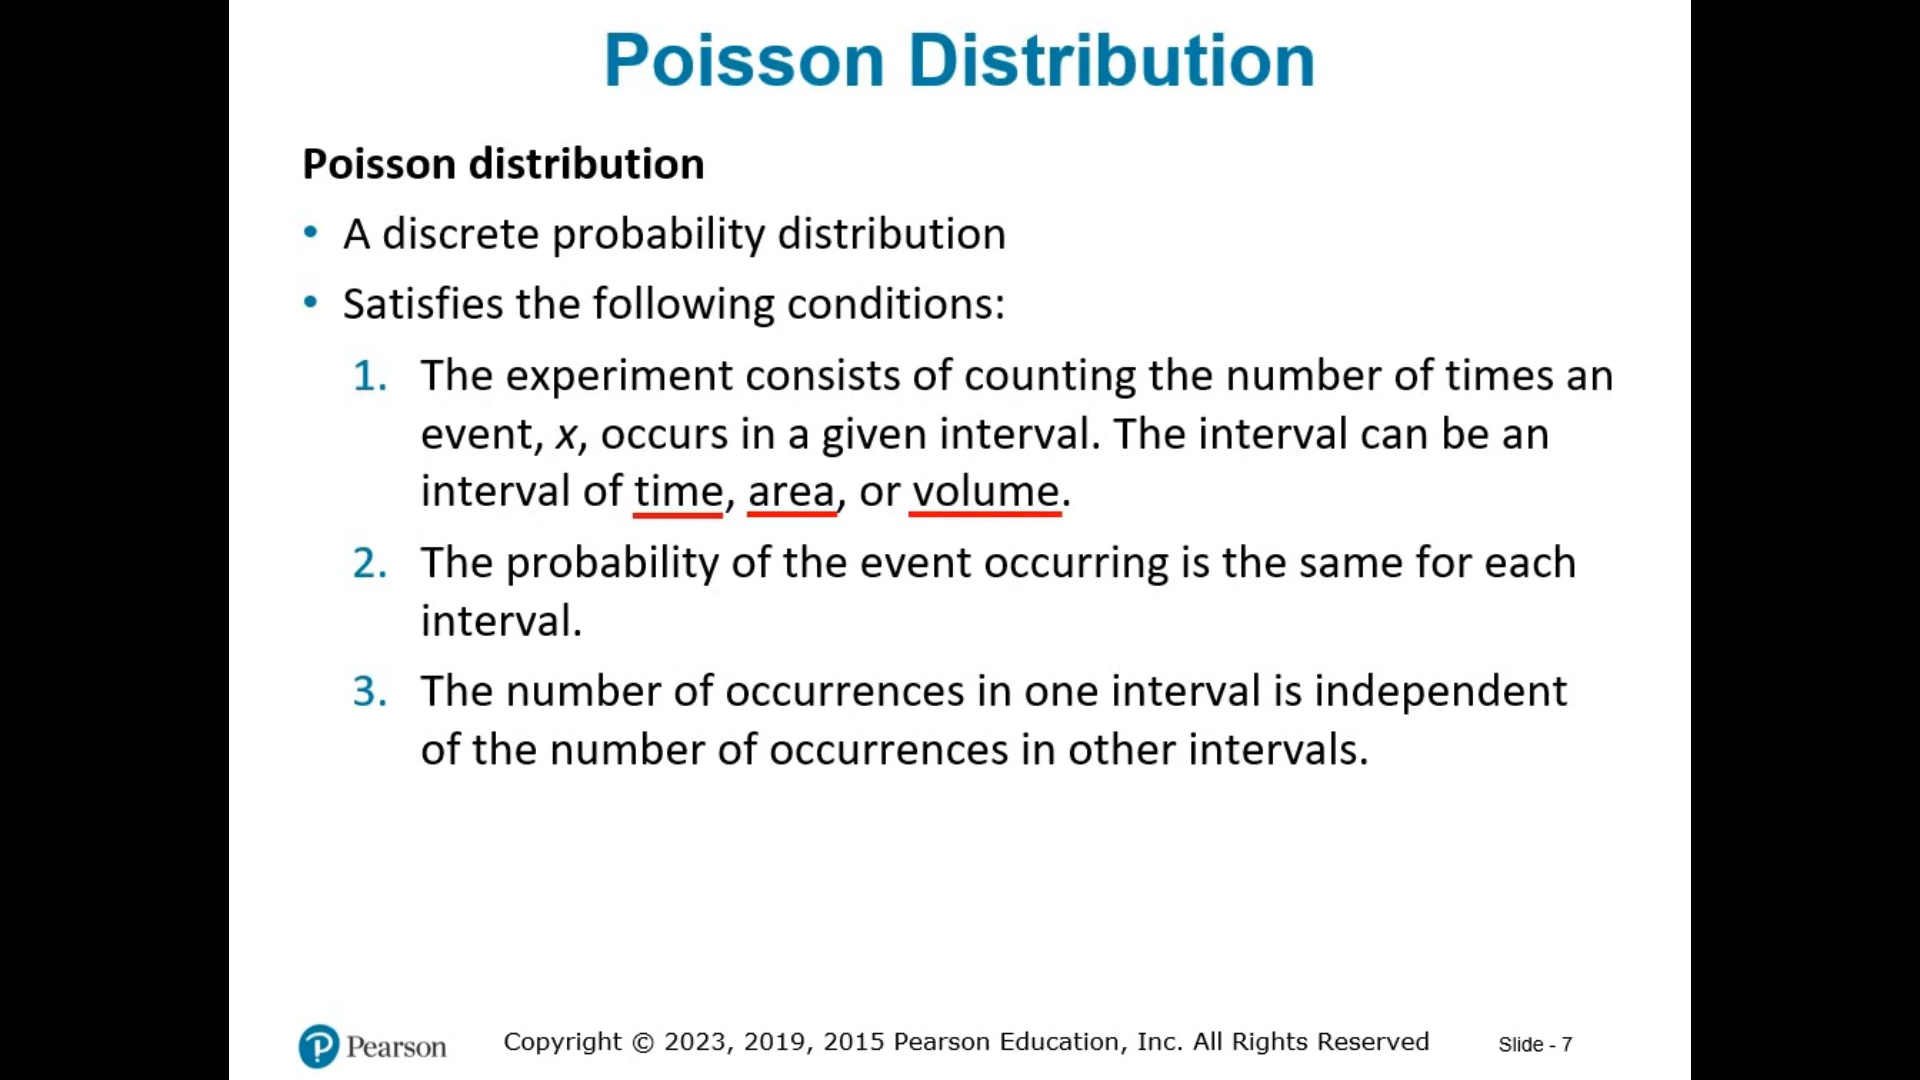 Poisson Distribution
Poisson distribution
• A discrete probability distribution
• Satisfies the following conditions:
1. The experiment consists of counting the number of times an
event, x, occurs in a given interval. The interval can be an
interval of time, area, or volume.
2. The probability of the event occurring is the same for each
interval.
3. The number of occurrences in one interval is independent
of the number of occurrences in other intervals.
Pearson Copyright © 2023, 2019, 2015 Pearson Education, Inc. All Rights Reserved Slide - 7